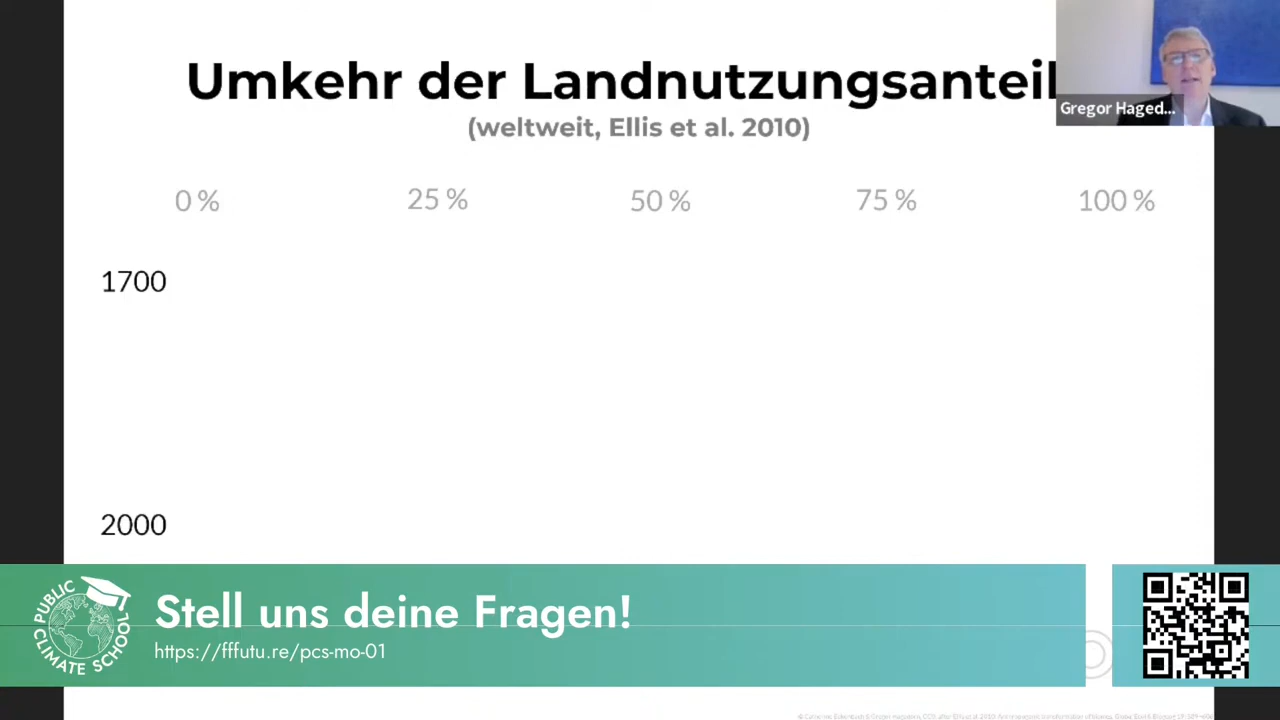 Umkehr der Landnutzungsanteil
(weltweit, Ellis et al. 2010)
Gregor Haged...
0 %
25 %
50 %
75 %
100 %
1700
2000
PUBLIC
CLIMATE SCHOOL
Stell uns deine Fragen!
https://fffutu.re/pcs-mo-01